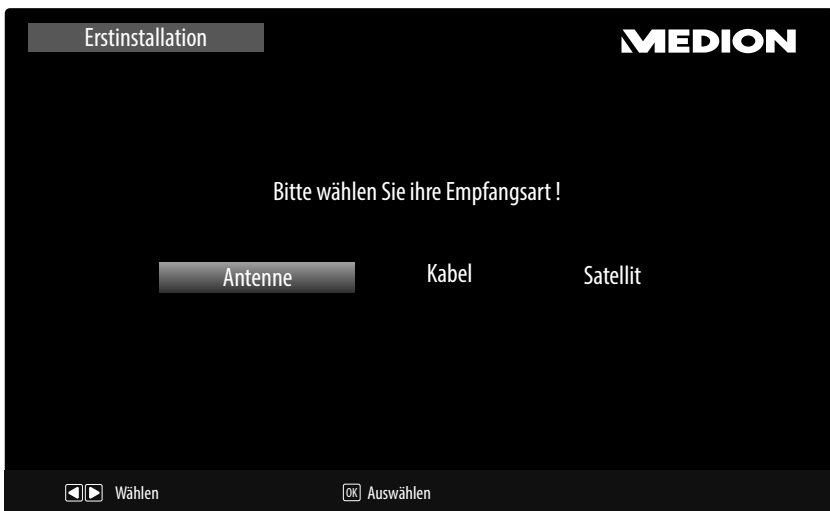 Erstinstallation
MEDION
Bitte wählen Sie ihre Empfangsart !
Antenne Kabel Satellit
Wählen OK Auswählen